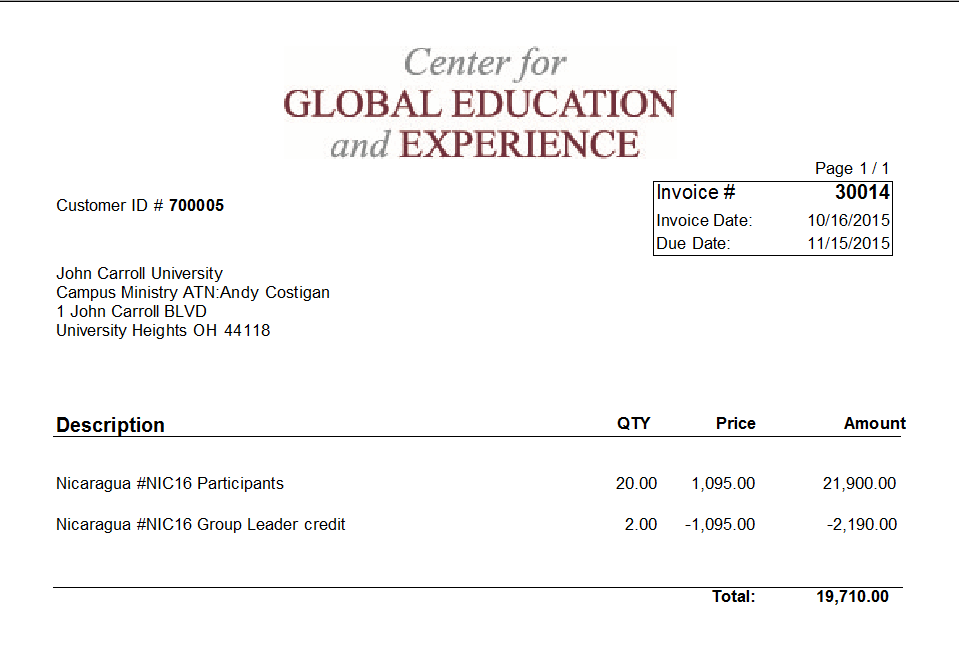 Center for
GLOBAL EDUCATION
and EXPERIENCE
Page 1 / 1
Invoice # 30014
Customer ID # 700005
Invoice Date: 10/16/2015
Due Date: 11/15/2015
John Carroll University
Campus Ministry ATN:Andy Costigan
1 John Carroll BLVD
University Heights OH 44118
Description QTY Price Amount
Nicaragua #NIC16 Participants 20.00 1,095.00 21,900.00
Nicaragua #NIC16 Group Leader credit 2.00 -1,095.00 -2,190.00
Total: 19,710.00